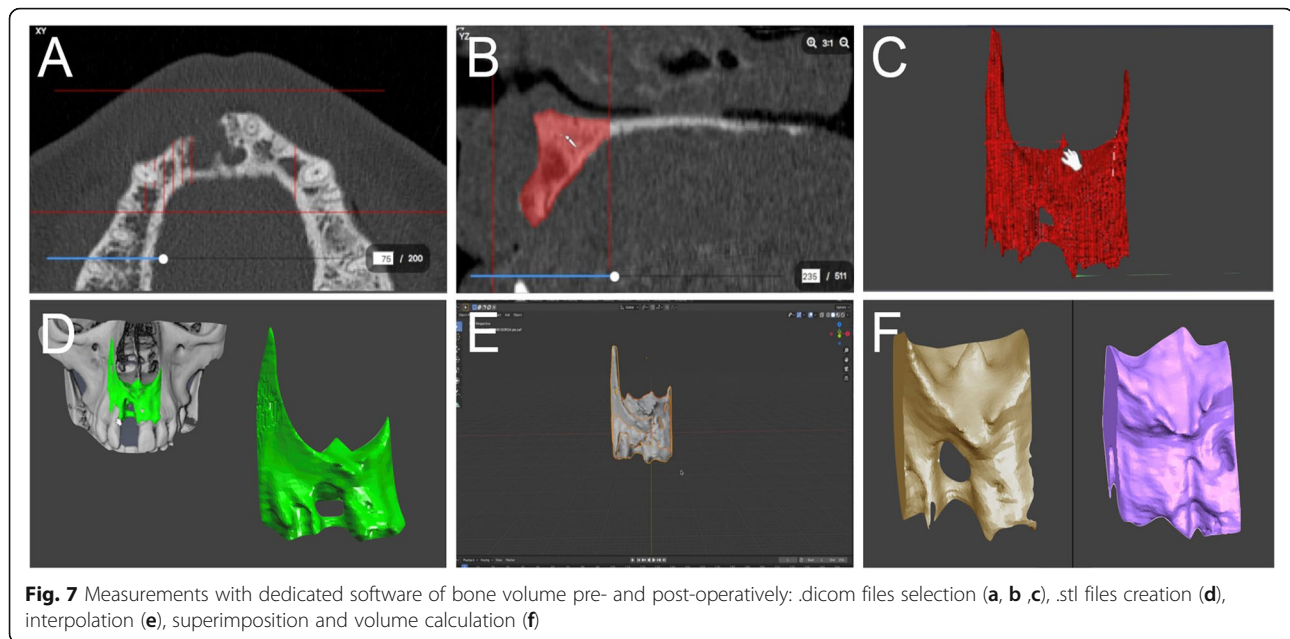 XY
A
75 / 200
YZ
B
3:1
235 / 511
C
D
E
F
Fig. 7 Measurements with dedicated software of bone volume pre- and post-operatively: .dicom files selection (a, b ,c), .stl files creation (d),
interpolation (e), superimposition and volume calculation (f)